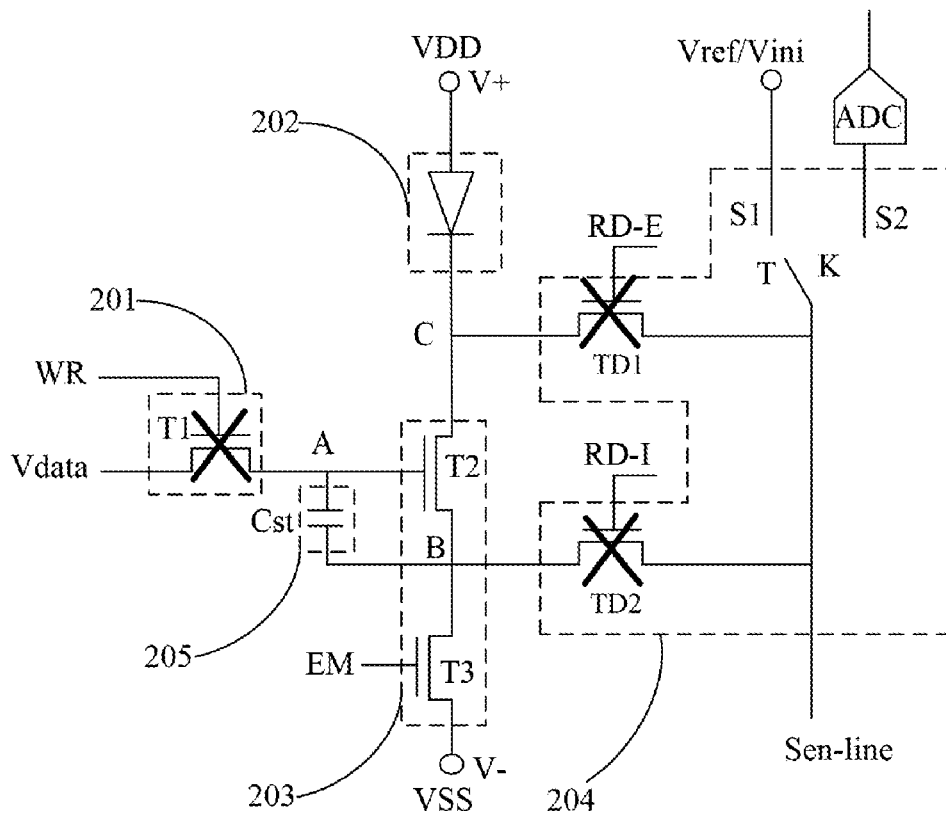 VDD
V+
Vref/Vini
ADC
202
S1
S2
RD-E
T
K
201
C
TD1
WR
T1
A
RD-I
Vdata
T2
Cst
B
TD2
205
EM
T3
Sen-line
V-
203
VSS
204